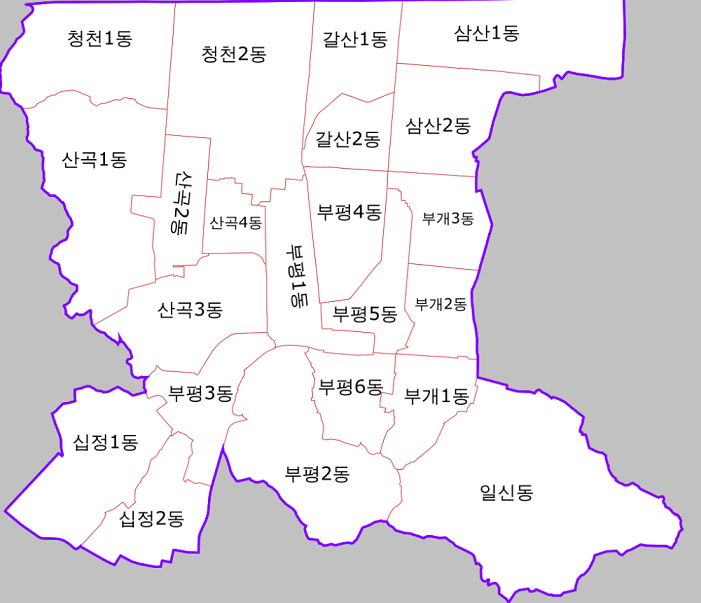 청천1동
청천2동
갈산1동
삼산1동
갈산2동
삼산2동
산곡1동
산곡2동
산곡4동
부평4동
부개3동
부평1동
산곡3동
부평5동
부개2동
부평3동
부평6동
부개1동
십정1동
부평2동
일신동
십정2동